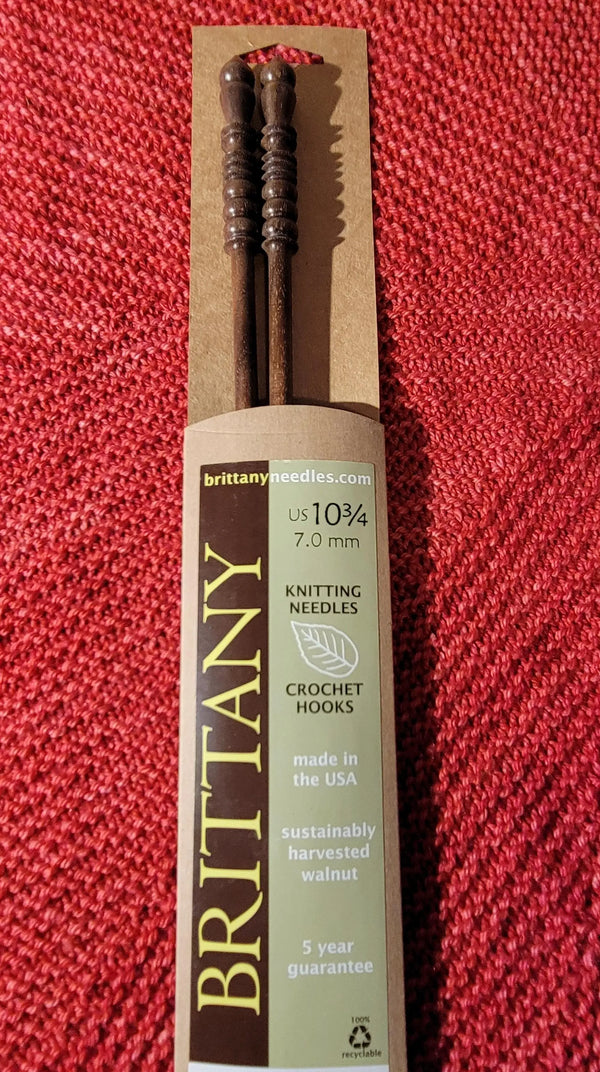 brittanyneedles.com
BRITTANY
US 10¾
7.0 mm
KNITTING
NEEDLES
CROCHET
HOOKS
made in
the USA
sustainably
harvested
walnut
5 year
guarantee
100%
recyclable